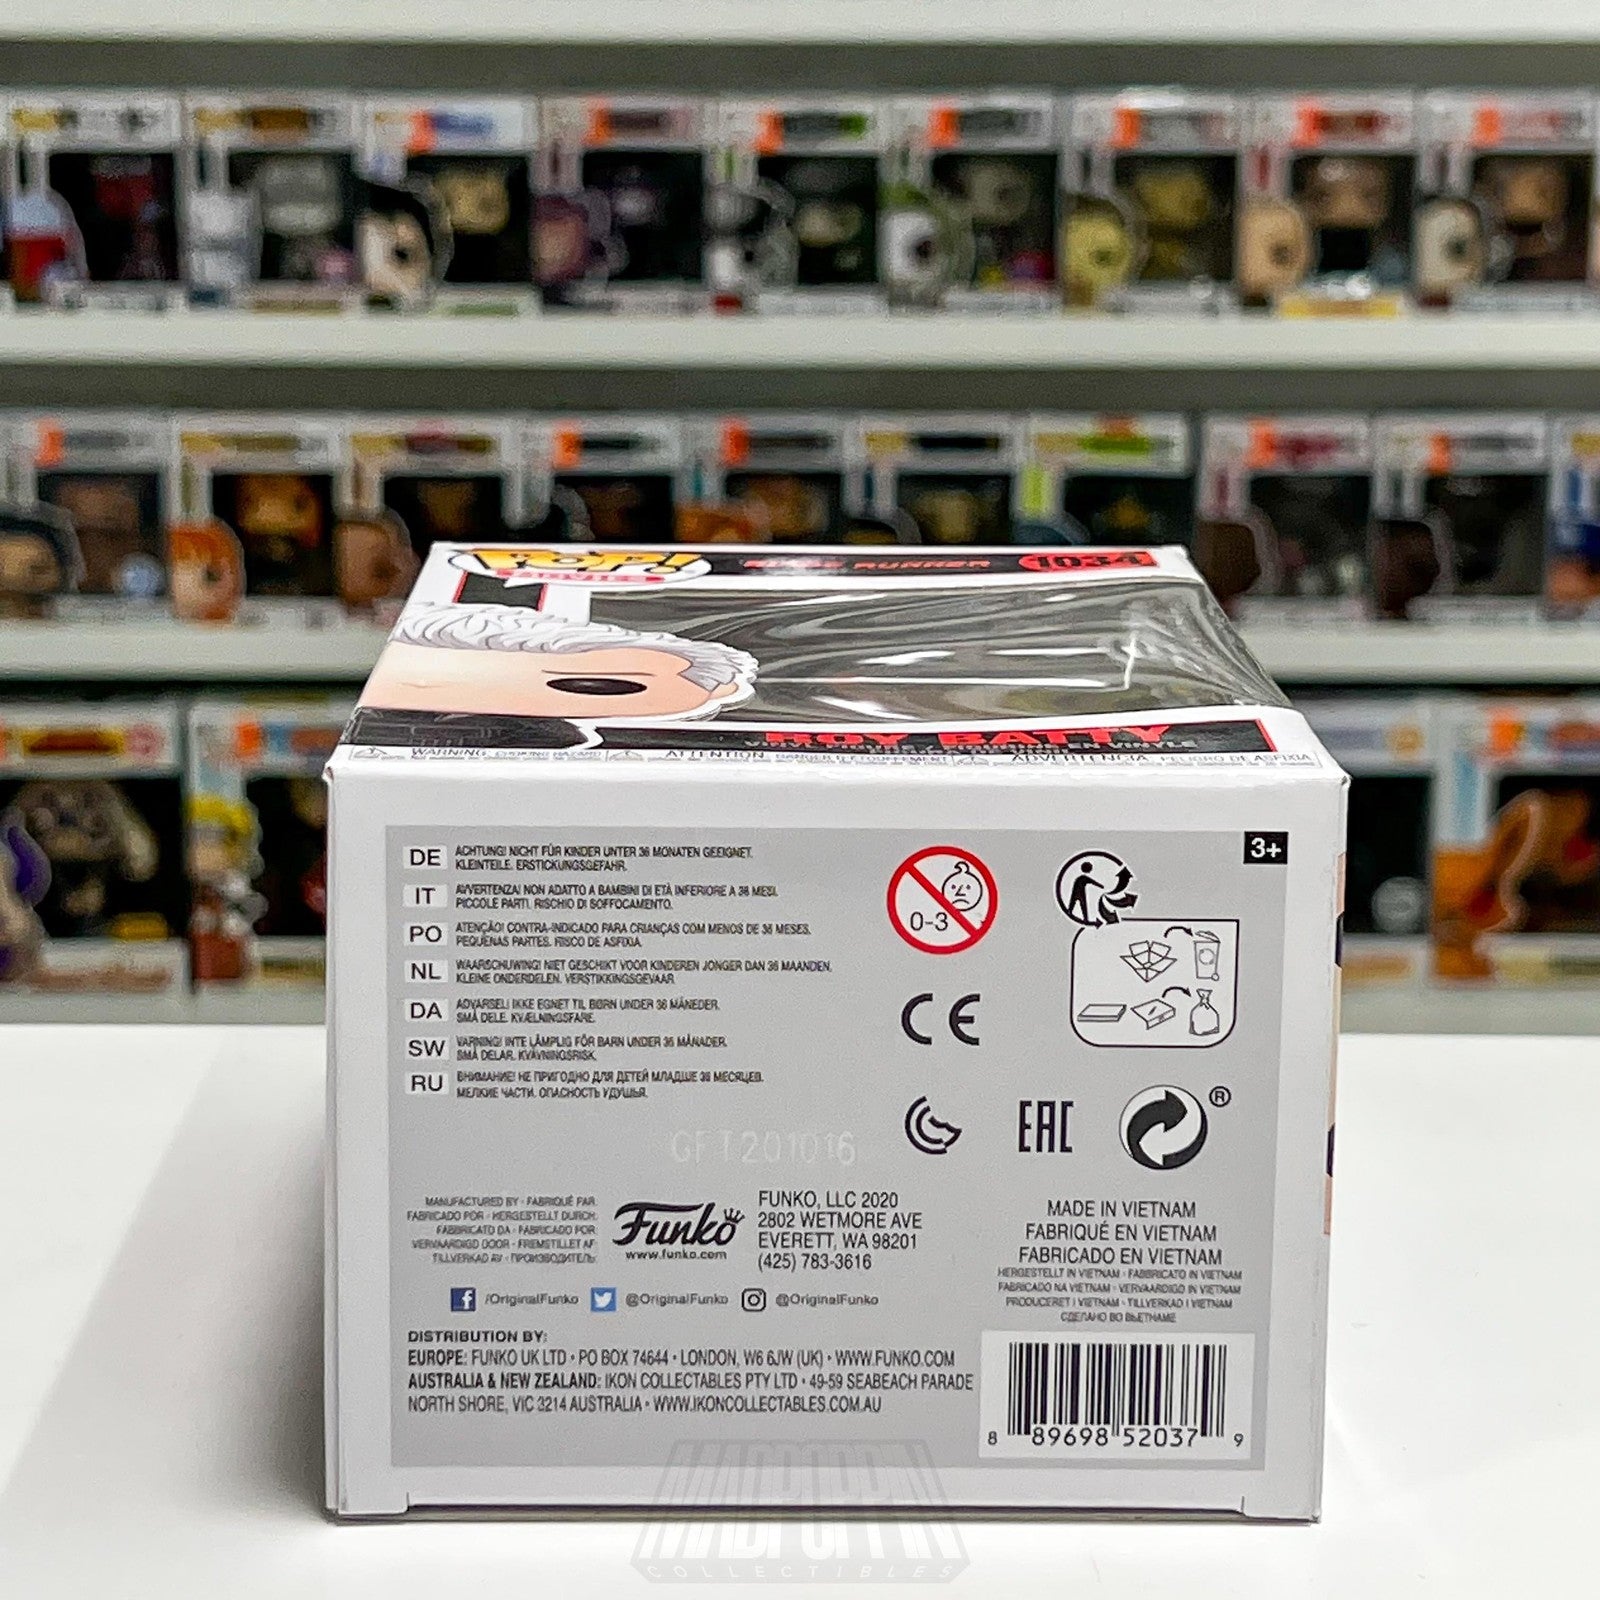 POP!
MOVIES
BLADE RUNNER
1034
ROY BATTY
VINYL FIGURE / FIGURINE EN VINYLE
WARNING: CHOKING HAZARD
ATTENTION: DANGER D'ÉTOUFFEMENT
ADVERTENCIA: PELIGRO DE ASFIXIA
3+
DE ACHTUNG! NICHT FÜR KINDER UNTER 36 MONATEN GEEIGNET.
KLEINTEILE. ERSTICKUNGSGEFAHR.
IT AVVERTENZA! NON ADATTO A BAMBINI DI ETÀ INFERIORE A 36 MESI.
PICCOLE PARTI. RISCHIO DI SOFFOCAMENTO.
PO ATENÇÃO! CONTRA-INDICADO PARA CRIANÇAS COM MENOS DE 36 MESES.
PEQUENAS PARTES. RISCO DE ASFIXIA.
NL WAARSCHUWING! NIET GESCHIKT VOOR KINDEREN JONGER DAN 36 MAANDEN.
KLEINE ONDERDELEN. VERSTIKKINGSGEVAAR
DA ADVARSEL! IKKE EGNET TIL BØRN UNDER 36 MÅNEDER.
SMÅ DELE. KVÆLNINGSFARE.
SW VARNING! INTE LÄMPLIG FÖR BARN UNDER 36 MÅNADER.
SMÅ DELAR. KVÄVNINGSRISK.
RU ВНИМАНИЕ! НЕ ПРИГОДНО ДЛЯ ДЕТЕЙ МЛАДШЕ 36 МЕСЯЦЕВ.
МЕЛКИЕ ЧАСТИ. ОПАСНОСТЬ УДУШЬЯ.
0-3
CE
EAC
®
GFT201016
MANUFACTURED BY · FABRIQUÉ PAR
FABRICADO POR · HERGESTELLT DURCH
FABBRICATO DA · FABRICADO POR
VERVAARDIGD DOOR · FREMSTILLET AF
TILLVERKAD AV · ПРОИЗВОДИТЕЛЬ:
Funko
www.funko.com
FUNKO, LLC 2020
2802 WETMORE AVE
EVERETT, WA 98201
(425) 783-3616
MADE IN VIETNAM
FABRIQUÉ EN VIETNAM
FABRICADO EN VIETNAM
HERGESTELLT IN VIETNAM · FABBRICATO IN VIETNAM
FABRICADO NA VIETNAM · VERVAARDIGD IN VIETNAM
PRODUCERET I VIETNAM · TILLVERKAD I VIETNAM
СДЕЛАНО ВО ВЬЕТНАМЕ
/OriginalFunko @OriginalFunko @OriginalFunko
DISTRIBUTION BY:
EUROPE: FUNKO UK LTD • PO BOX 74644 • LONDON, W6 6JW (UK) • WWW.FUNKO.COM
AUSTRALIA & NEW ZEALAND: IKON COLLECTABLES PTY LTD • 49-59 SEABEACH PARADE
NORTH SHORE, VIC 3214 AUSTRALIA • WWW.IKONCOLLECTABLES.COM.AU
8 89698 52037 9
MADPOPPIN
COLLECTIBLES